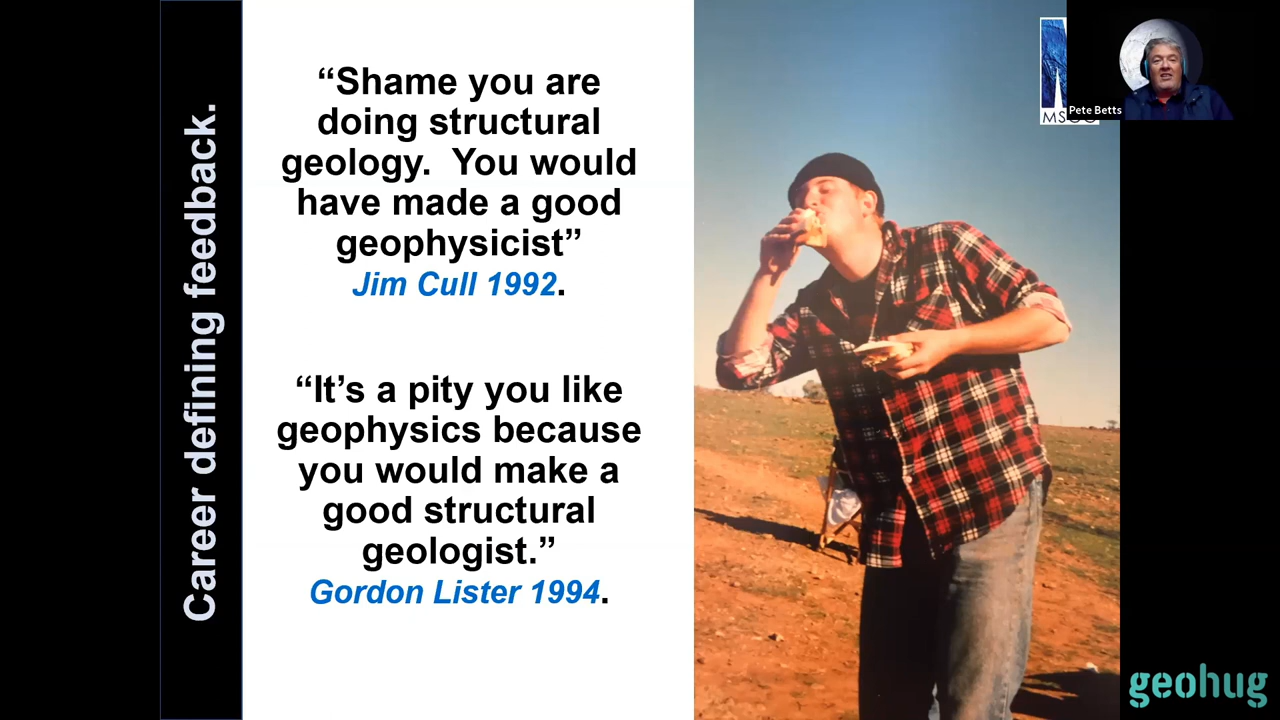 Career defining feedback.
“Shame you are
doing structural
geology.  You would
have made a good
geophysicist”
Jim Cull 1992.
“It’s a pity you like
geophysics because
you would make a
good structural
geologist.”
Gordon Lister 1994.
Pete Betts
geohug